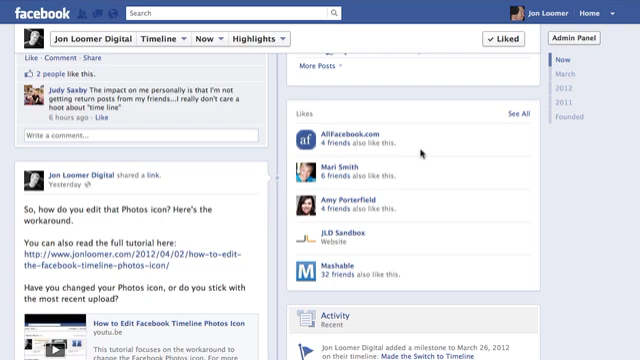 facebook
Search
Jon Loomer
Home
Jon Loomer Digital
Timeline
Now
Highlights
Liked
Admin Panel
Like · Comment · Share
2 people like this.
Judy Saxby The impact on me personally is that I'm not
getting return posts from my friends...I really don't care a
hoot about "time line"
6 hours ago · Like
Write a comment...
Jon Loomer Digital shared a link.
Yesterday
So, how do you edit that Photos icon? Here's the
workaround.
You can also read the full tutorial here:
http://www.jonloomer.com/2012/04/02/how-to-edit-
the-facebook-timeline-photos-icon/
Have you changed your Photos icon, or do you stick with
the most recent upload?
How to Edit Facebook Timeline Photos Icon
youtu.be
This tutorial focuses on the workaround to
change the Facebook Photos Icon. For more
More Posts
Likes
See All
af
AllFacebook.com
4 friends also like this.
Mari Smith
6 friends also like this.
Amy Porterfield
4 friends also like this.
JLD Sandbox
Website
M
Mashable
32 friends also like this.
Activity
Recent
Jon Loomer Digital added a milestone to March 26, 2012
on their timeline: Made the Switch to Timeline
Now
March
2012
2011
Founded